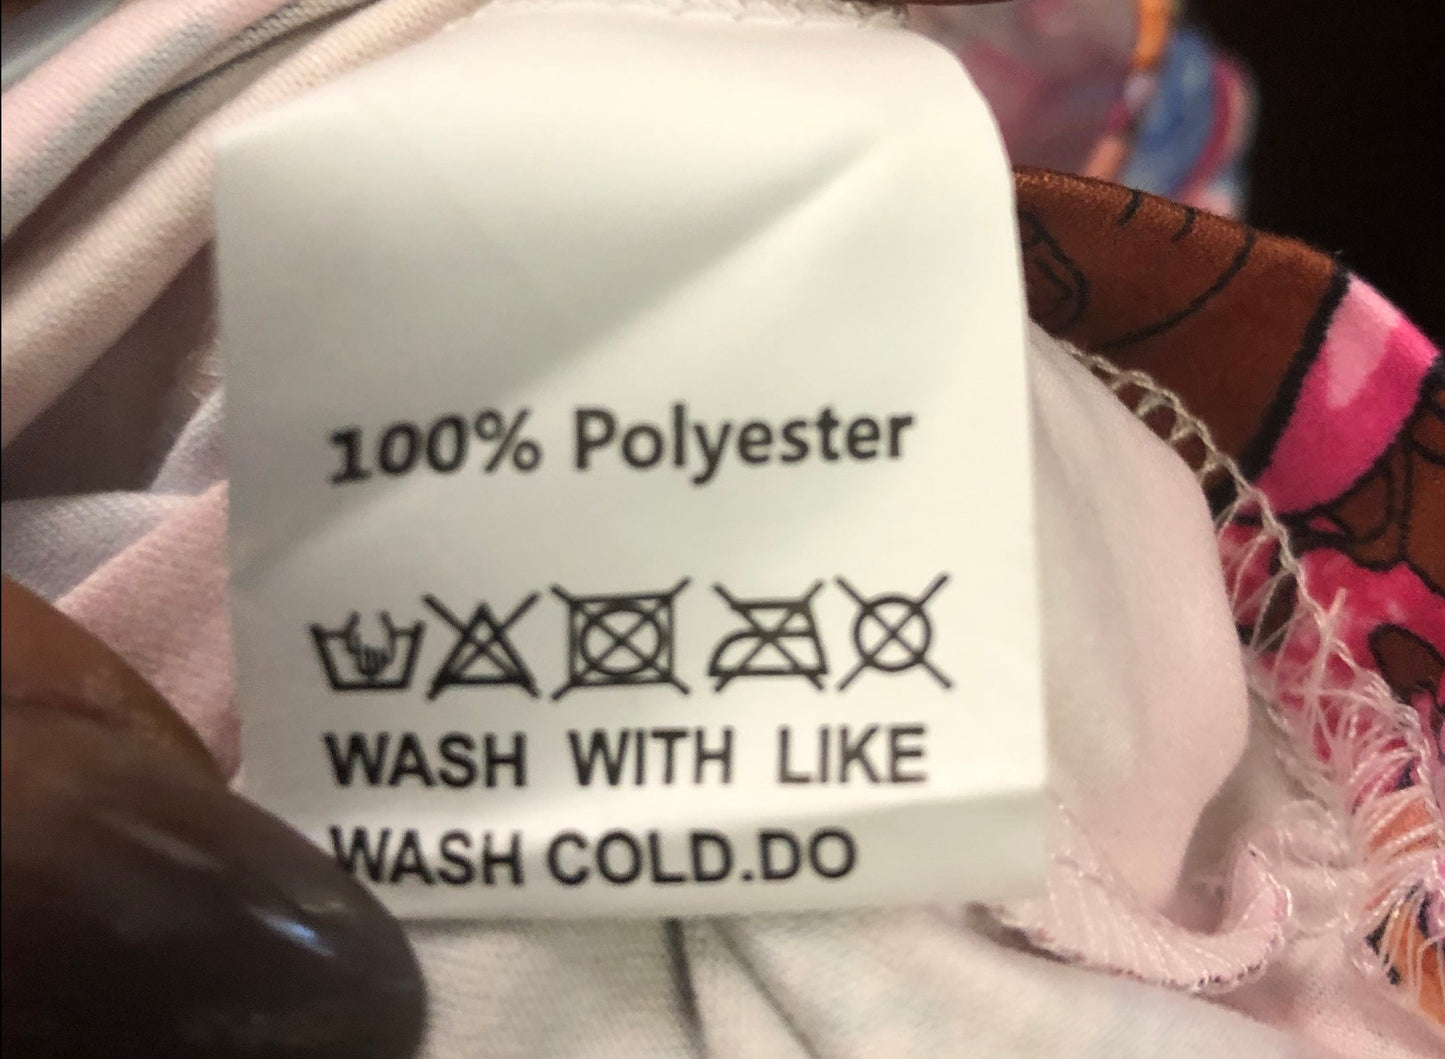 100% Polyester
WASH WITH LIKE
WASH COLD.DO